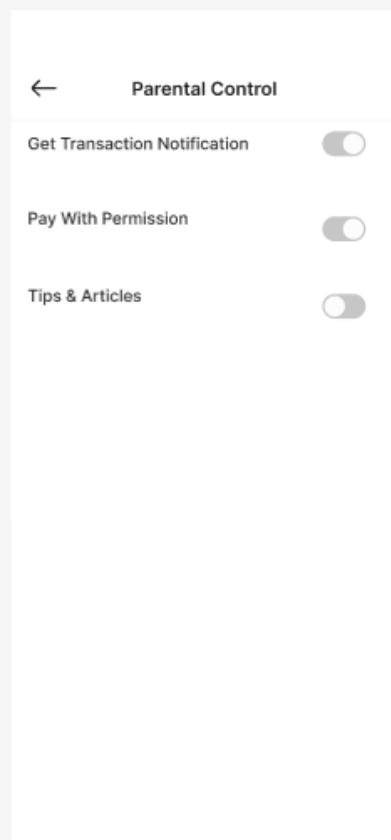 Parental Control
Get Transaction Notification
Pay With Permission
Tips & Articles